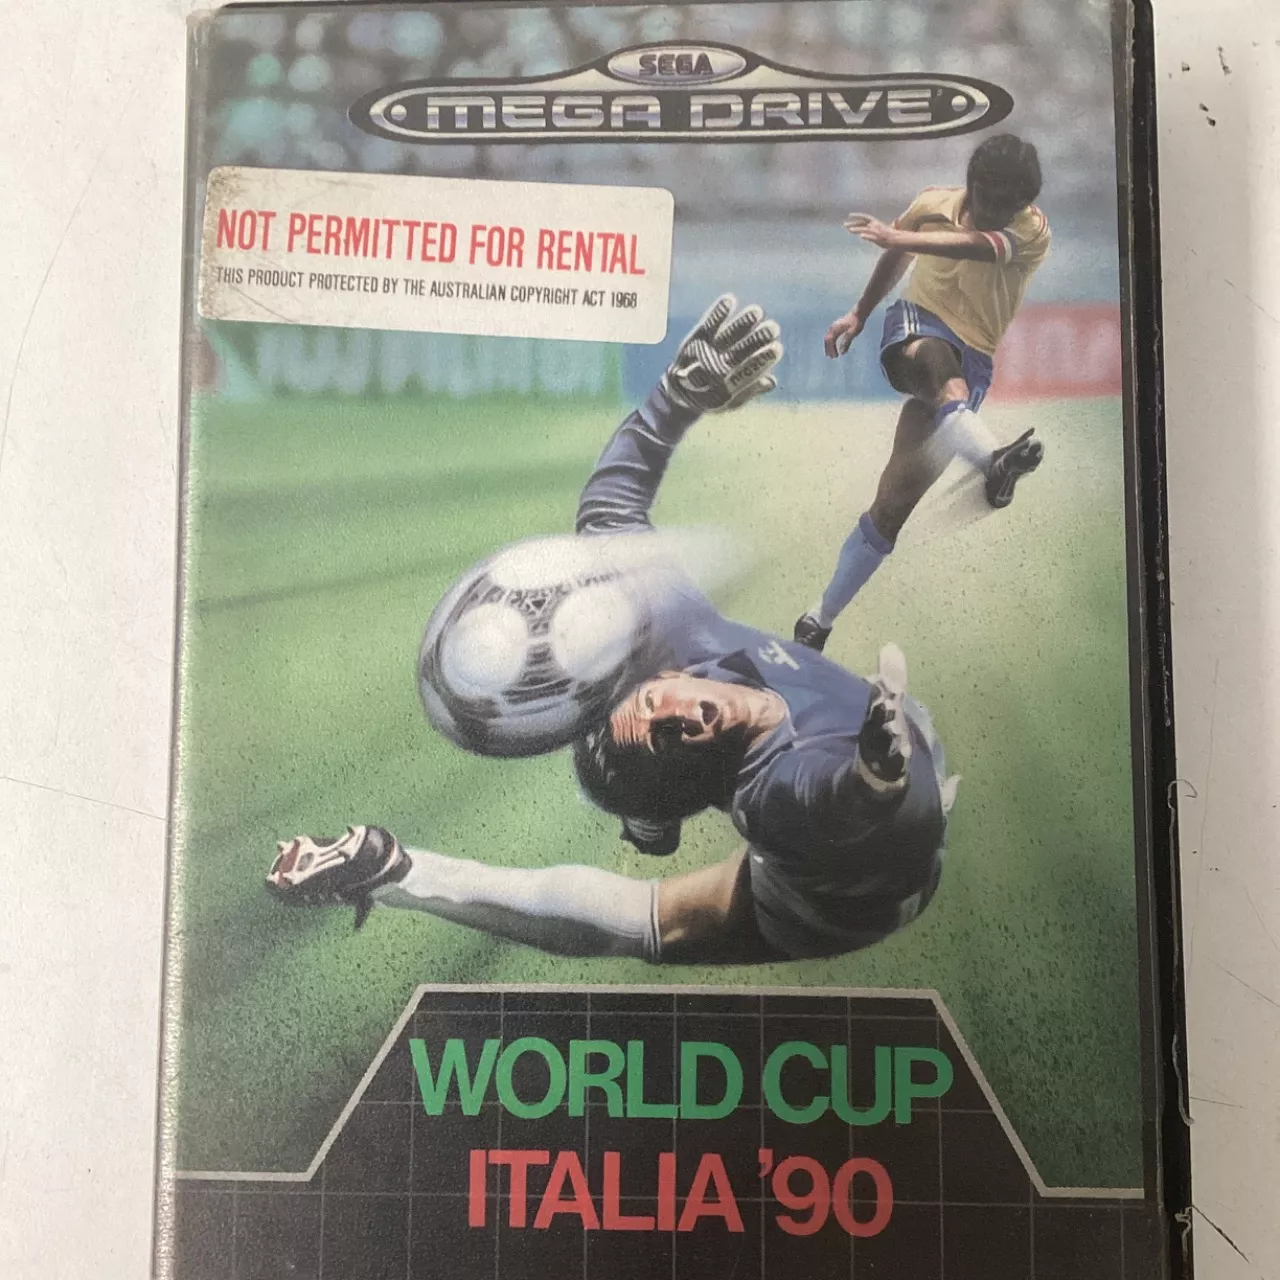 SEGA
MEGA DRIVE
NOT PERMITTED FOR RENTAL
THIS PRODUCT PROTECTED BY THE AUSTRALIAN COPYRIGHT ACT 1968
WORLD CUP
ITALIA '90